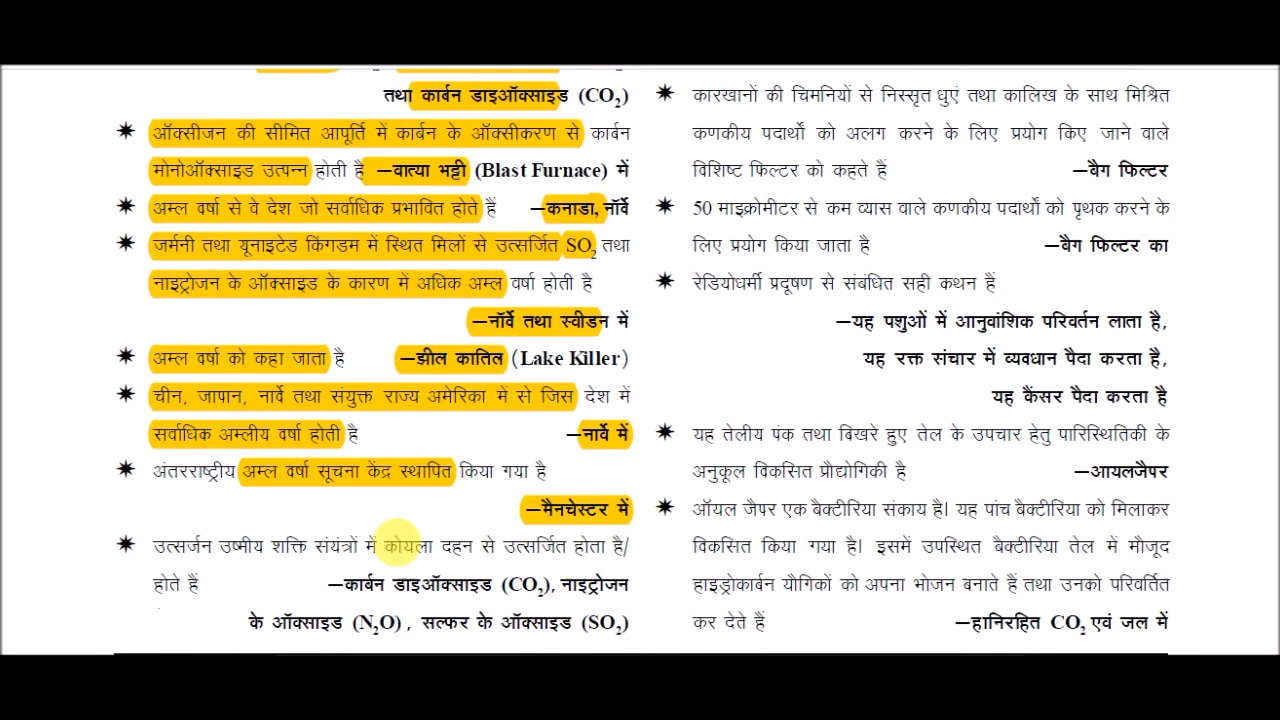 तथा कार्बन डाइऑक्साइड (CO2)
✷ ऑक्सीजन की सीमित आपूर्ति में कार्बन के ऑक्सीकरण से कार्बन
मोनोऑक्साइड उत्पन्न होती है —वात्या भट्टी (Blast Furnace) में
✷ अम्ल वर्षा से वे देश जो सर्वाधिक प्रभावित होते हैं —कनाडा, नॉर्वे
✷ जर्मनी तथा यूनाइटेड किंगडम में स्थित मिलों से उत्सर्जित SO2 तथा
नाइट्रोजन के ऑक्साइड के कारण में अधिक अम्ल वर्षा होती है
—नॉर्वे तथा स्वीडन में
✷ अम्ल वर्षा को कहा जाता है —झील कातिल (Lake Killer)
✷ चीन, जापान, नार्वे तथा संयुक्त राज्य अमेरिका में से जिस देश में
सर्वाधिक अम्लीय वर्षा होती है —नार्वे में
✷ अंतरराष्ट्रीय अम्ल वर्षा सूचना केंद्र स्थापित किया गया है
—मैनचेस्टर में
✷ उत्सर्जन उष्मीय शक्ति संयंत्रों में कोयला दहन से उत्सर्जित होता है/
होते हैं —कार्बन डाइऑक्साइड (CO2), नाइट्रोजन
के ऑक्साइड (N2O), सल्फर के ऑक्साइड (SO2)
✷ कारखानों की चिमनियों से निस्सृत धुएं तथा कालिख के साथ मिश्रित
कणकीय पदार्थो को अलग करने के लिए प्रयोग किए जाने वाले
विशिष्ट फिल्टर को कहते हैं —बैग फिल्टर
✷ 50 माइक्रोमीटर से कम व्यास वाले कणकीय पदार्थों को पृथक करने के
लिए प्रयोग किया जाता है —बैग फिल्टर का
✷ रेडियोधर्मी प्रदूषण से संबंधित सही कथन हैं
—यह पशुओं में आनुवांशिक परिवर्तन लाता है,
यह रक्त संचार में व्यवधान पैदा करता है,
यह कैंसर पैदा करता है
✷ यह तेलीय पंक तथा बिखरे हुए तेल के उपचार हेतु पारिस्थितिकी के
अनुकूल विकसित प्रौद्योगिकी है —आयलजैपर
✷ ऑयल जैपर एक बैक्टीरिया संकाय है। यह पांच बैक्टीरिया को मिलाकर
विकसित किया गया है। इसमें उपस्थित बैक्टीरिया तेल में मौजूद
हाइड्रोकार्बन यौगिकों को अपना भोजन बनाते हैं तथा उनको परिवर्तित
कर देते हैं —हानिरहित CO2 एवं जल में